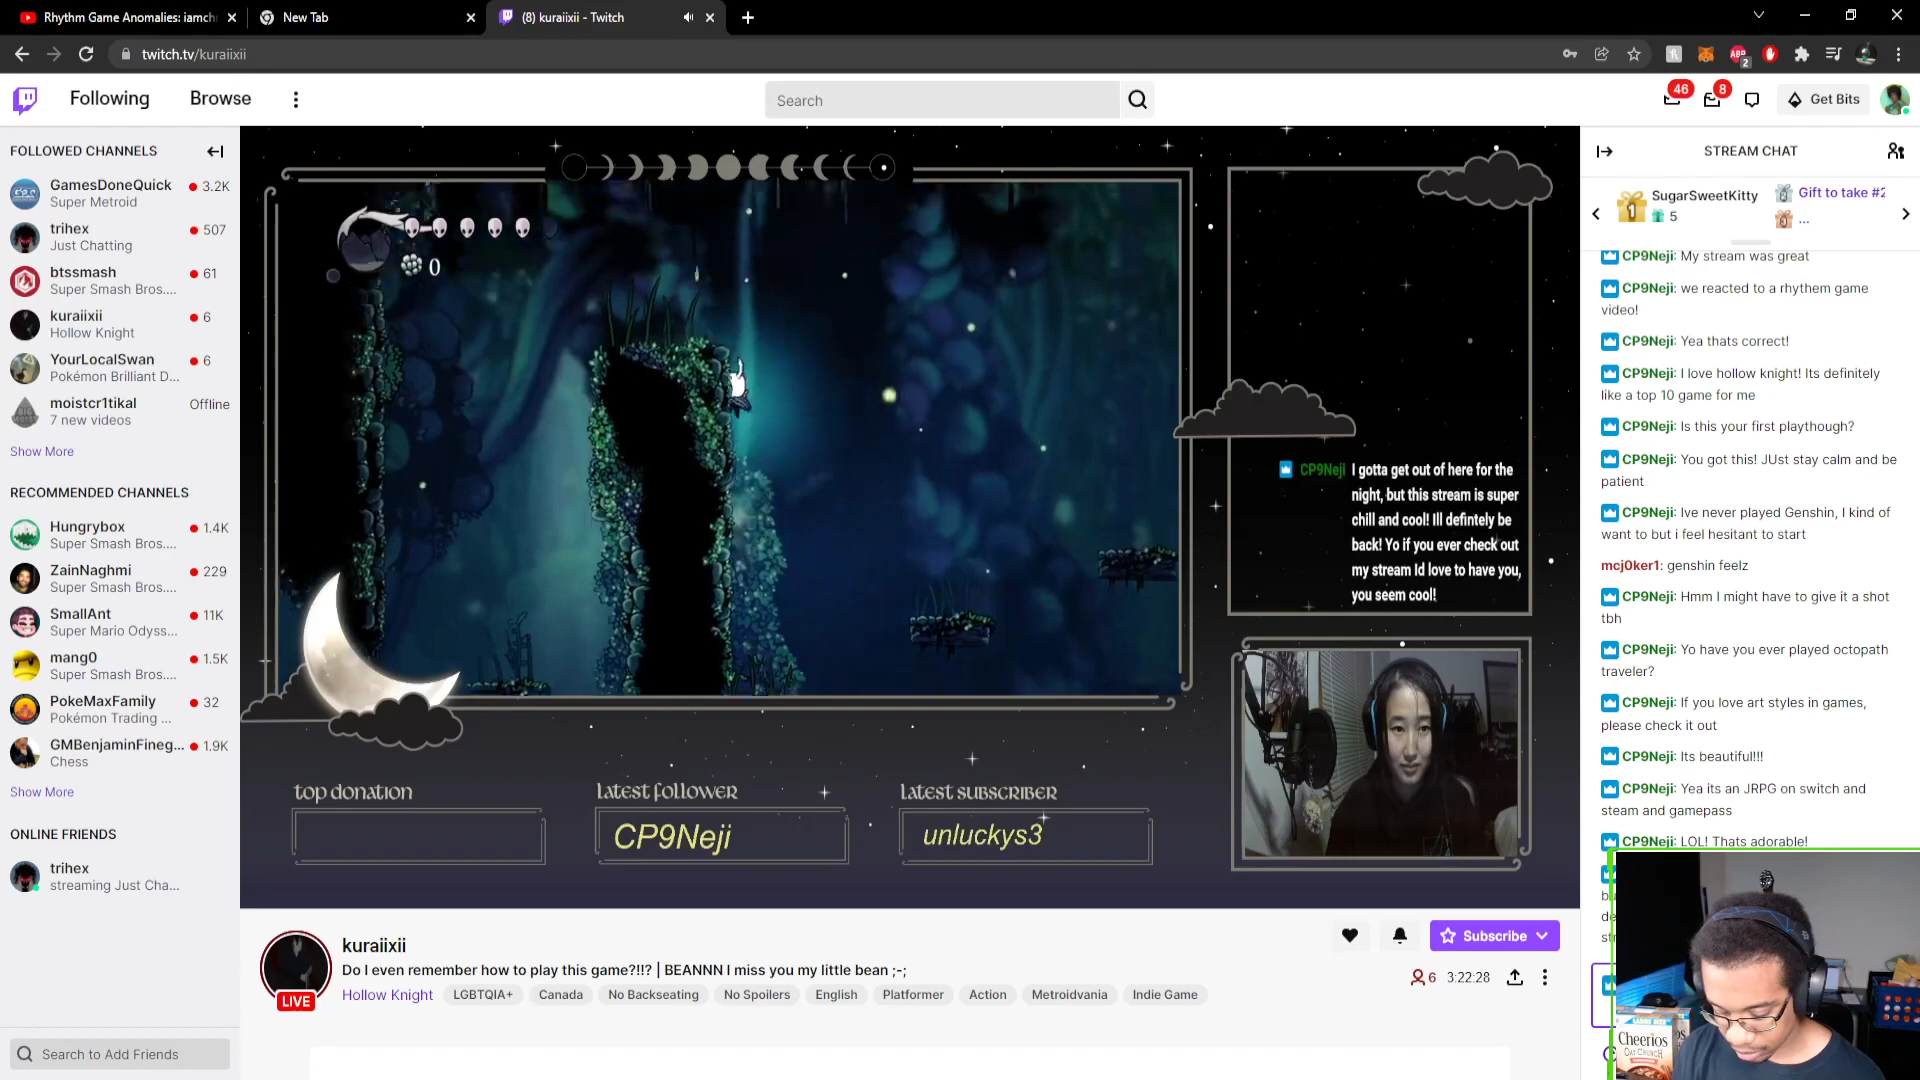 Rhythm Game Anomalies: iamchr
New Tab
(8) kuraiixii - Twitch
twitch.tv/kuraiixii
ABP
2
Following
Browse
Search
46
8
Get Bits
FOLLOWED CHANNELS
GamesDoneQuick
3.2K
Super Metroid
trihex
507
Just Chatting
btssmash
61
Super Smash Bros....
kuraiixii
6
Hollow Knight
YourLocalSwan
6
Pokémon Brilliant D...
moistcr1tikal
Offline
7 new videos
Show More
RECOMMENDED CHANNELS
Hungrybox
1.4K
Super Smash Bros....
ZainNaghmi
229
Super Smash Bros....
SmallAnt
11K
Super Mario Odyss...
mang0
1.5K
Super Smash Bros....
PokeMaxFamily
32
Pokémon Trading ...
GMBenjaminFineg...
1.9K
Chess
Show More
ONLINE FRIENDS
trihex
streaming Just Cha...
Search to Add Friends
0
CP9Neji I gotta get out of here for the
night, but this stream is super
chill and cool! Ill defintely be
back! Yo if you ever check out
my stream Id love to have you,
you seem cool!
top donation
latest follower
CP9Neji
latest subscriber
unluckys3
LIVE
kuraiixii
Do I even remember how to play this game?!!? | BEANNN I miss you my little bean ;-;
Hollow Knight
LGBTQIA+
Canada
No Backseating
No Spoilers
English
Platformer
Action
Metroidvania
Indie Game
Subscribe
6
3:22:28
STREAM CHAT
1
SugarSweetKitty
5
Gift to take #2
...
CP9Neji: My stream was great
CP9Neji: we reacted to a rhythem game
video!
CP9Neji: Yea thats correct!
CP9Neji: I love hollow knight! Its definitely
like a top 10 game for me
CP9Neji: Is this your first playthough?
CP9Neji: You got this! JUst stay calm and be
patient
CP9Neji: Ive never played Genshin, I kind of
want to but i feel hesitant to start
mcj0ker1: genshin feelz
CP9Neji: Hmm I might have to give it a shot
tbh
CP9Neji: Yo have you ever played octopath
traveler?
CP9Neji: If you love art styles in games,
please check it out
CP9Neji: Its beautiful!!!
CP9Neji: Yea its an JRPG on switch and
steam and gamepass
CP9Neji: LOL! Thats adorable!
bu
de
st
LARGE SIZE
Cheerios
OAT CRUNCH